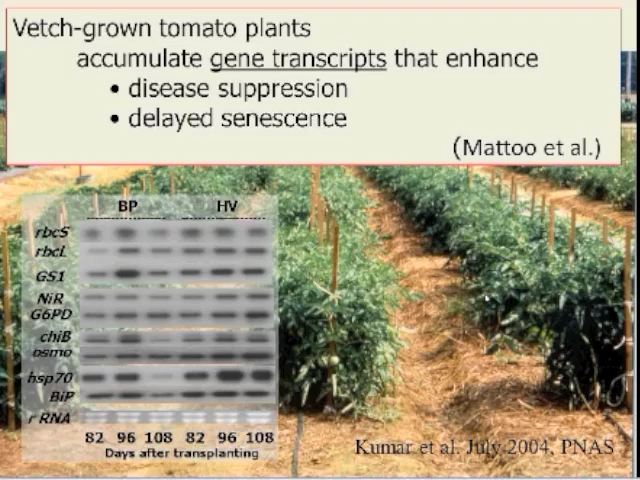 Vetch-grown tomato plants
accumulate gene transcripts that enhance
• disease suppression
• delayed senescence
(Mattoo et al.)
BP HV
rbcS
rbcL
GS1
NiR
G6PD
chiB
osmo
hsp70
BiP
r RNA
82 96 108 82 96 108
Days after transplanting
Kumar et al. July 2004, PNAS